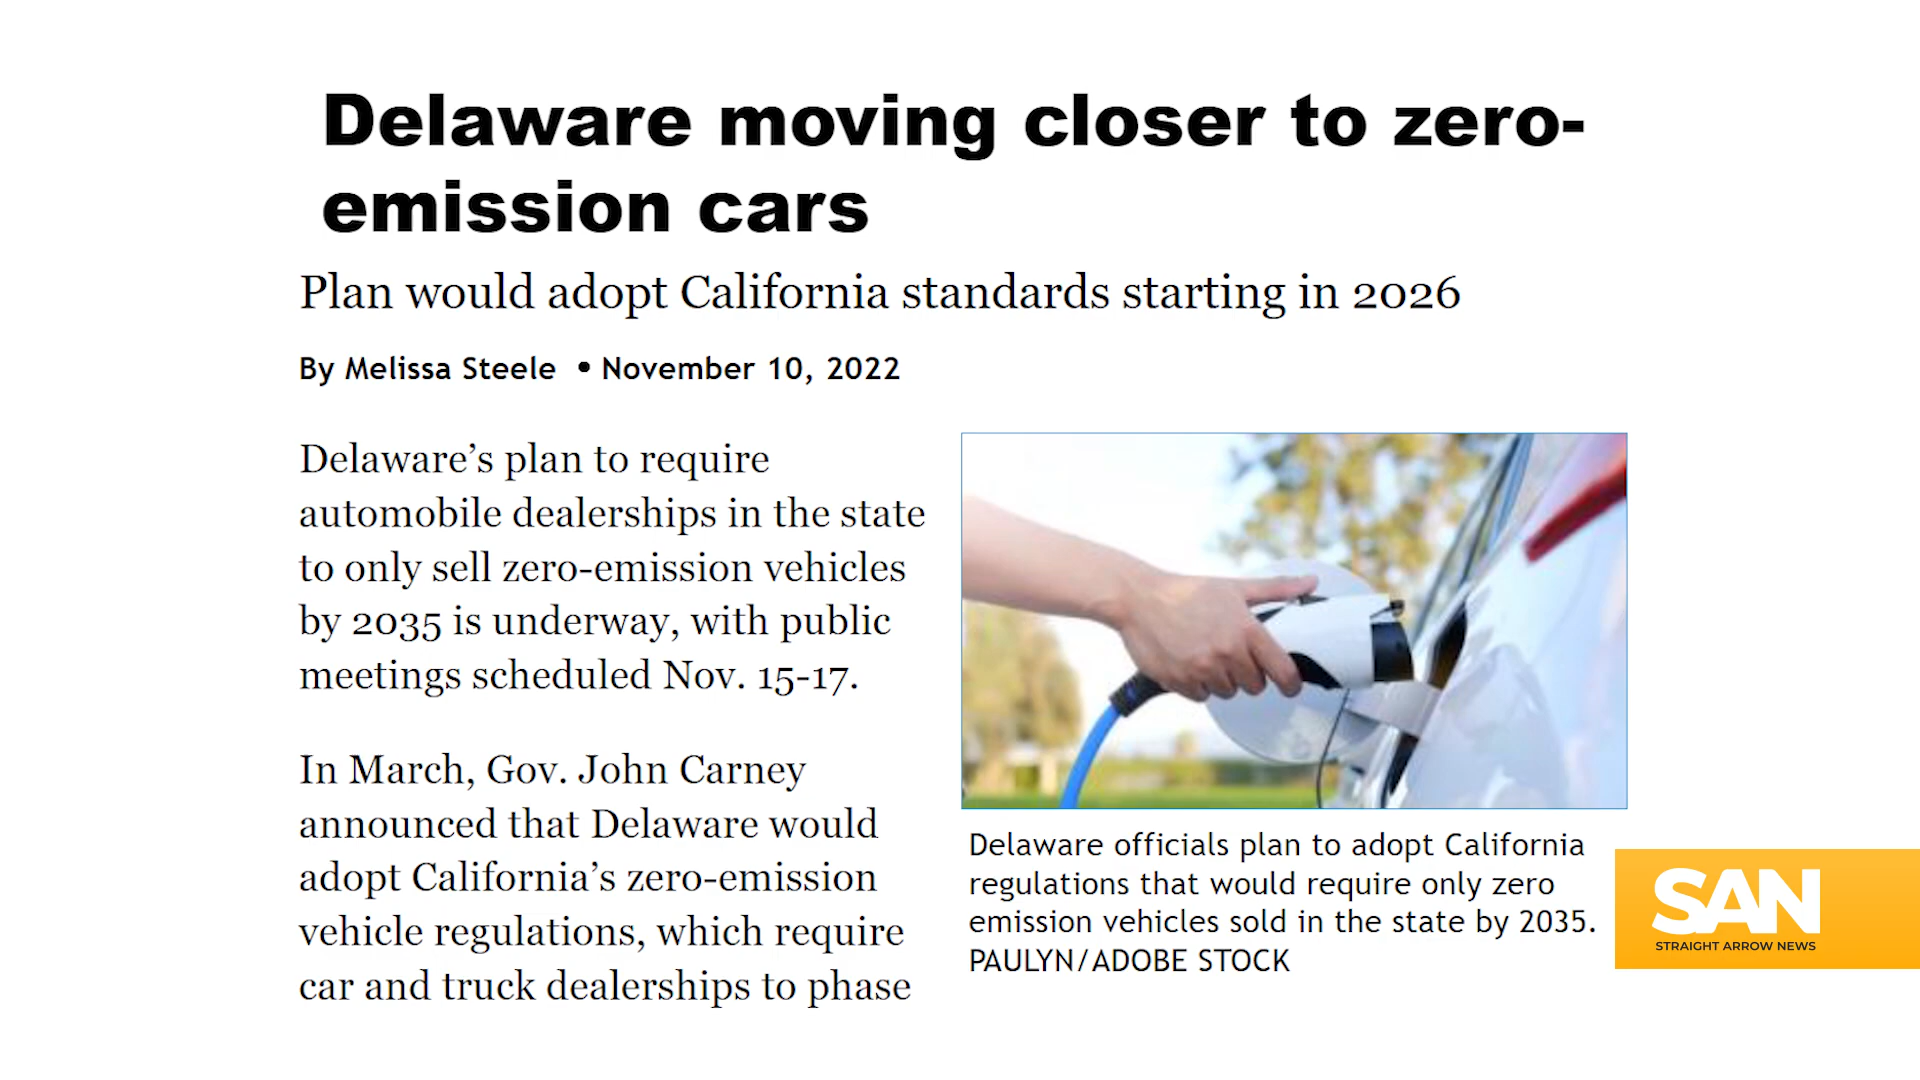 Delaware moving closer to zero-
emission cars
Plan would adopt California standards starting in 2026
By Melissa Steele • November 10, 2022
Delaware’s plan to require
automobile dealerships in the state
to only sell zero-emission vehicles
by 2035 is underway, with public
meetings scheduled Nov. 15-17.
In March, Gov. John Carney
announced that Delaware would
adopt California’s zero-emission
vehicle regulations, which require
car and truck dealerships to phase
Delaware officials plan to adopt California
regulations that would require only zero
emission vehicles sold in the state by 2035.
PAULYN/ADOBE STOCK
SAN
STRAIGHT ARROW NEWS